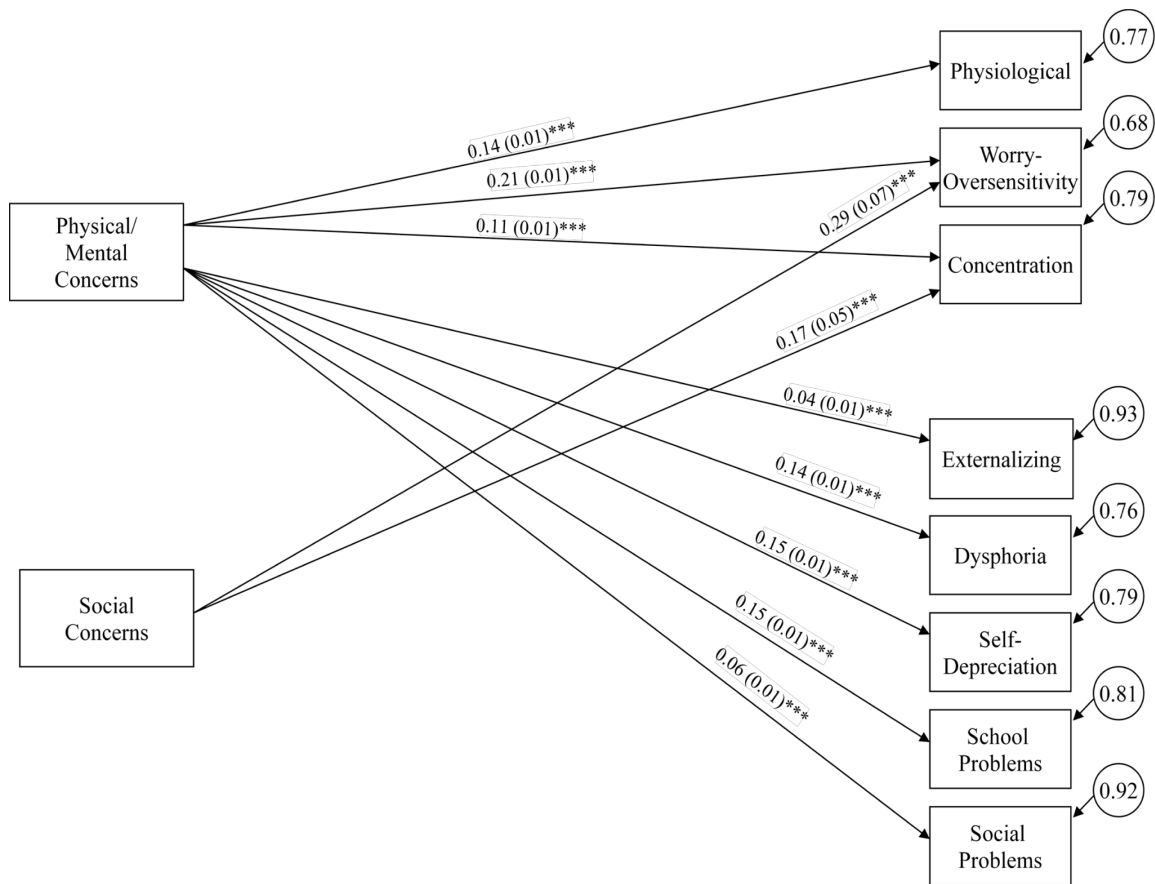 0.77
Physiological
0.14 (0.01)***
0.68
Worry-
Oversensitivity
0.21 (0.01)***
0.29 (0.07)***
0.79
Physical/
Mental
Concerns
0.11 (0.01)***
Concentration
0.17 (0.05)***
0.04 (0.01)***
0.93
Externalizing
0.14 (0.01)***
0.76
Dysphoria
0.15 (0.01)***
0.79
Social
Concerns
0.15 (0.01)***
Self-
Depreciation
0.06 (0.01)***
0.81
School
Problems
0.92
Social
Problems